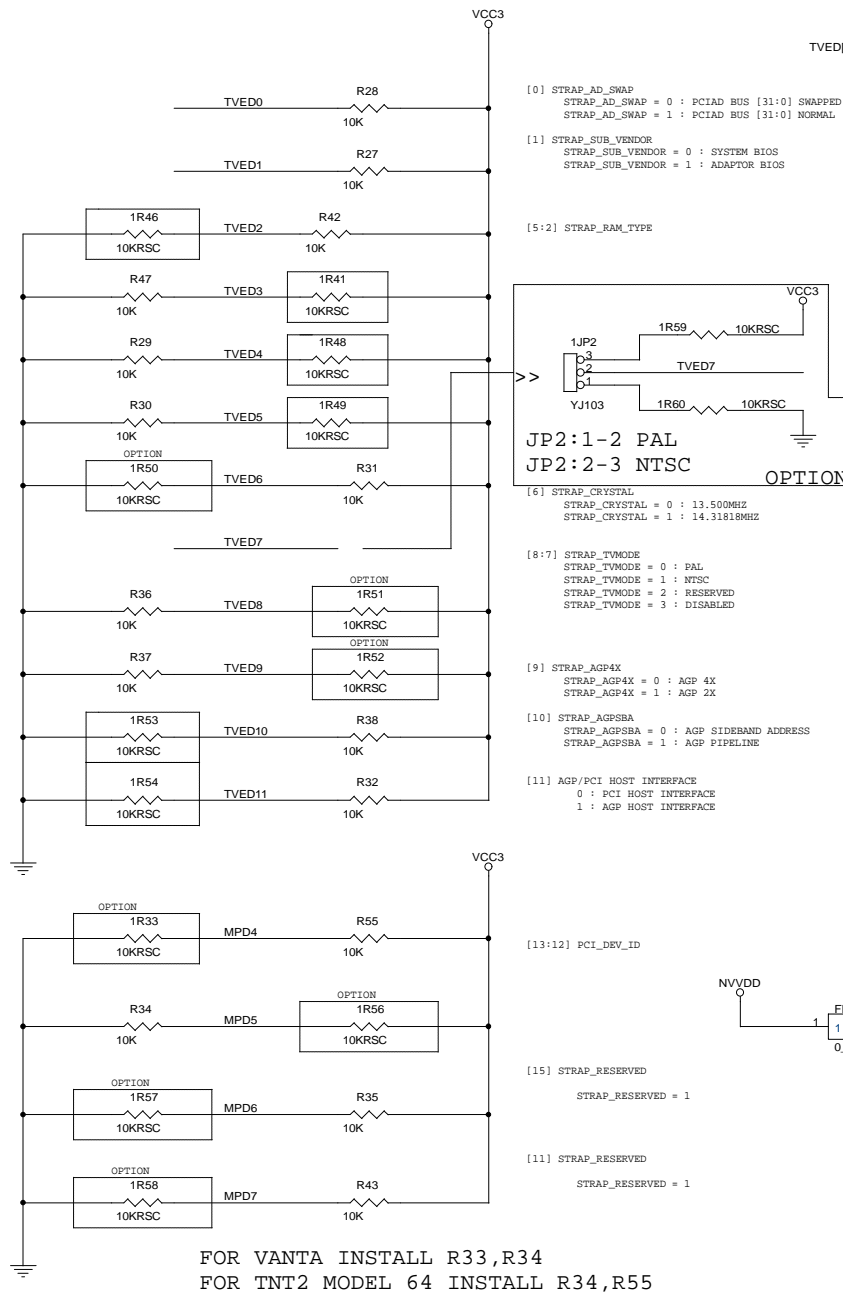 VCC3
TVED
R28
TVED0
10K
[0] STRAP_AD_SWAP
STRAP_AD_SWAP = 0 : PCIAD BUS [31:0] SWAPPED
STRAP_AD_SWAP = 1 : PCIAD BUS [31:0] NORMAL
R27
TVED1
10K
[1] STRAP_SUB_VENDOR
STRAP_SUB_VENDOR = 0 : SYSTEM BIOS
STRAP_SUB_VENDOR = 1 : ADAPTOR BIOS
1R46
10KRSC
TVED2
R42
10K
[5:2] STRAP_RAM_TYPE
R47
10K
TVED3
1R41
10KRSC
R29
10K
TVED4
1R48
10KRSC
R30
10K
TVED5
1R49
10KRSC
VCC3
1JP2
3
2
1
YJ103
1R59
10KRSC
TVED7
1R60
10KRSC
>>
JP2:1-2 PAL
JP2:2-3 NTSC
OPTION
OPTION
1R50
10KRSC
TVED6
R31
10K
[6] STRAP_CRYSTAL
STRAP_CRYSTAL = 0 : 13.500MHZ
STRAP_CRYSTAL = 1 : 14.31818MHZ
TVED7
[8:7] STRAP_TVMODE
STRAP_TVMODE = 0 : PAL
STRAP_TVMODE = 1 : NTSC
STRAP_TVMODE = 2 : RESERVED
STRAP_TVMODE = 3 : DISABLED
R36
10K
TVED8
OPTION
1R51
10KRSC
R37
10K
TVED9
OPTION
1R52
10KRSC
[9] STRAP_AGP4X
STRAP_AGP4X = 0 : AGP 4X
STRAP_AGP4X = 1 : AGP 2X
1R53
10KRSC
TVED10
R38
10K
[10] STRAP_AGPSBA
STRAP_AGPSBA = 0 : AGP SIDEBAND ADDRESS
STRAP_AGPSBA = 1 : AGP PIPELINE
1R54
10KRSC
TVED11
R32
10K
[11] AGP/PCI HOST INTERFACE
0 : PCI HOST INTERFACE
1 : AGP HOST INTERFACE
VCC3
OPTION
1R33
10KRSC
MPD4
R55
10K
[13:12] PCI_DEV_ID
R34
10K
MPD5
OPTION
1R56
10KRSC
NVVDD
1
1
OPTION
1R57
10KRSC
MPD6
R35
10K
[15] STRAP_RESERVED
STRAP_RESERVED = 1
OPTION
1R58
10KRSC
MPD7
R43
10K
[11] STRAP_RESERVED
STRAP_RESERVED = 1
FOR VANTA INSTALL R33,R34
FOR TNT2 MODEL 64 INSTALL R34,R55